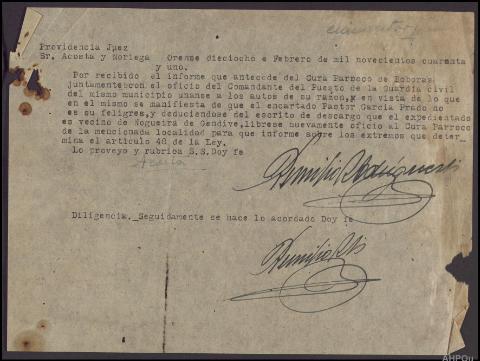 Providencia Juez
Sr. Acosta y Noriega   Orense dieciocho e Febrero de mil novecientos cuarenta
y uno.
Por recibido el informe que antecede del Cura Parroco de Boboras
juntamente con el oficio del Comandante del Puesto de la Guardia civil
del mismo municipio unanse a los autos de su razon, y en vista de lo que
en el mismo se manifiesta de que el encartado Pastor Garcia Prado no
es su feligres, y deduciendose del escrito de descargo que el expedientado
es vecino de Nogueira de Gendive, librese nuevamente oficio al Cura Parroco
de la mencionada localidad para que informe sobre los extremos que deter_
mina el articulo 48 de la Ley.
Lo proveyo y rubrica S.S. Doy fe
Acosta
Diligencia._Seguidamente se hace lo acordado Doy fe
AHPOu